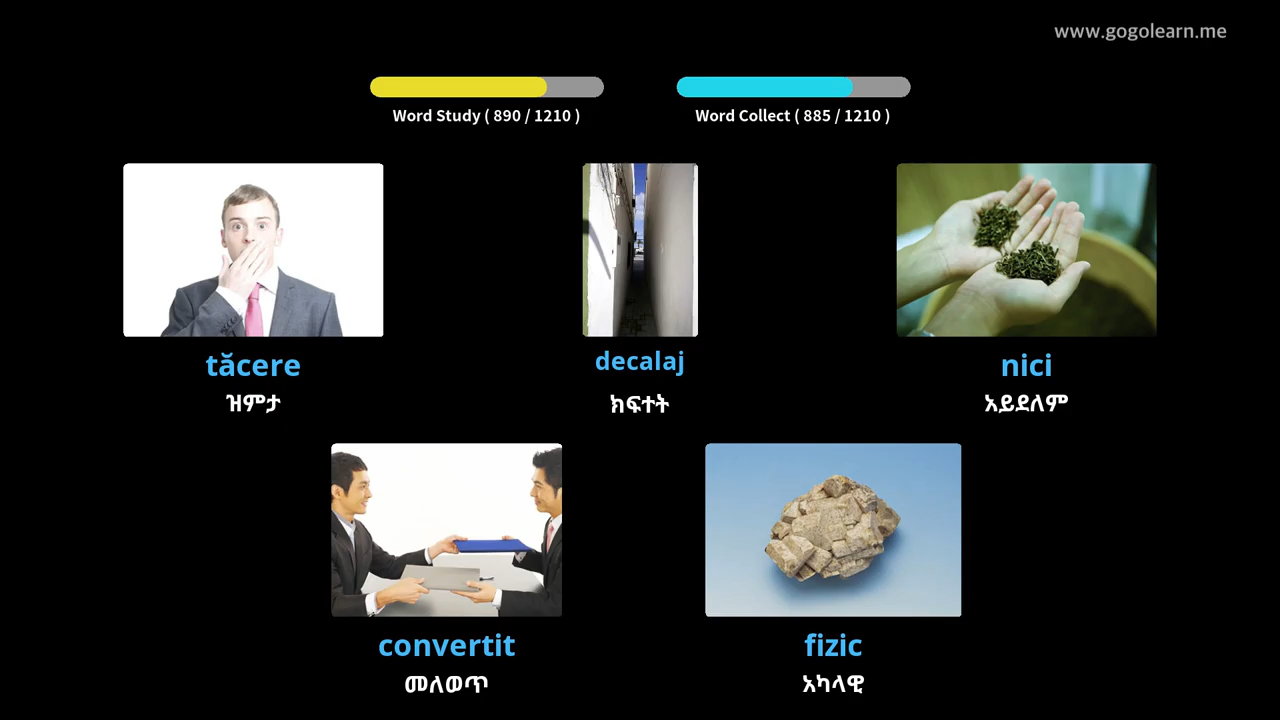 www.gogolearn.me
Word Study ( 890 / 1210 )
Word Collect ( 885 / 1210 )
tăcere
ዝምታ
decalaj
ክፍተት
nici
አይደለም
convertit
መለወጥ
fizic
አካላዊ